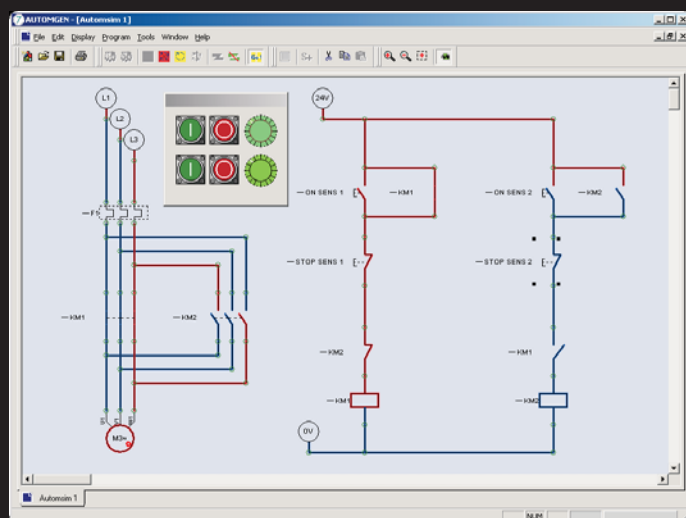 AUTOMGEN - [Automsim 1]
File Edit Display Program Tools Window Help
L1
L2
L3
24V
ON SENS 1
KM1
ON SENS 2
KM2
F1
STOP SENS 1
STOP SENS 2
KM1
KM2
KM2
KM1
KM1
KM2
0V
M3
Automsim 1
NUM